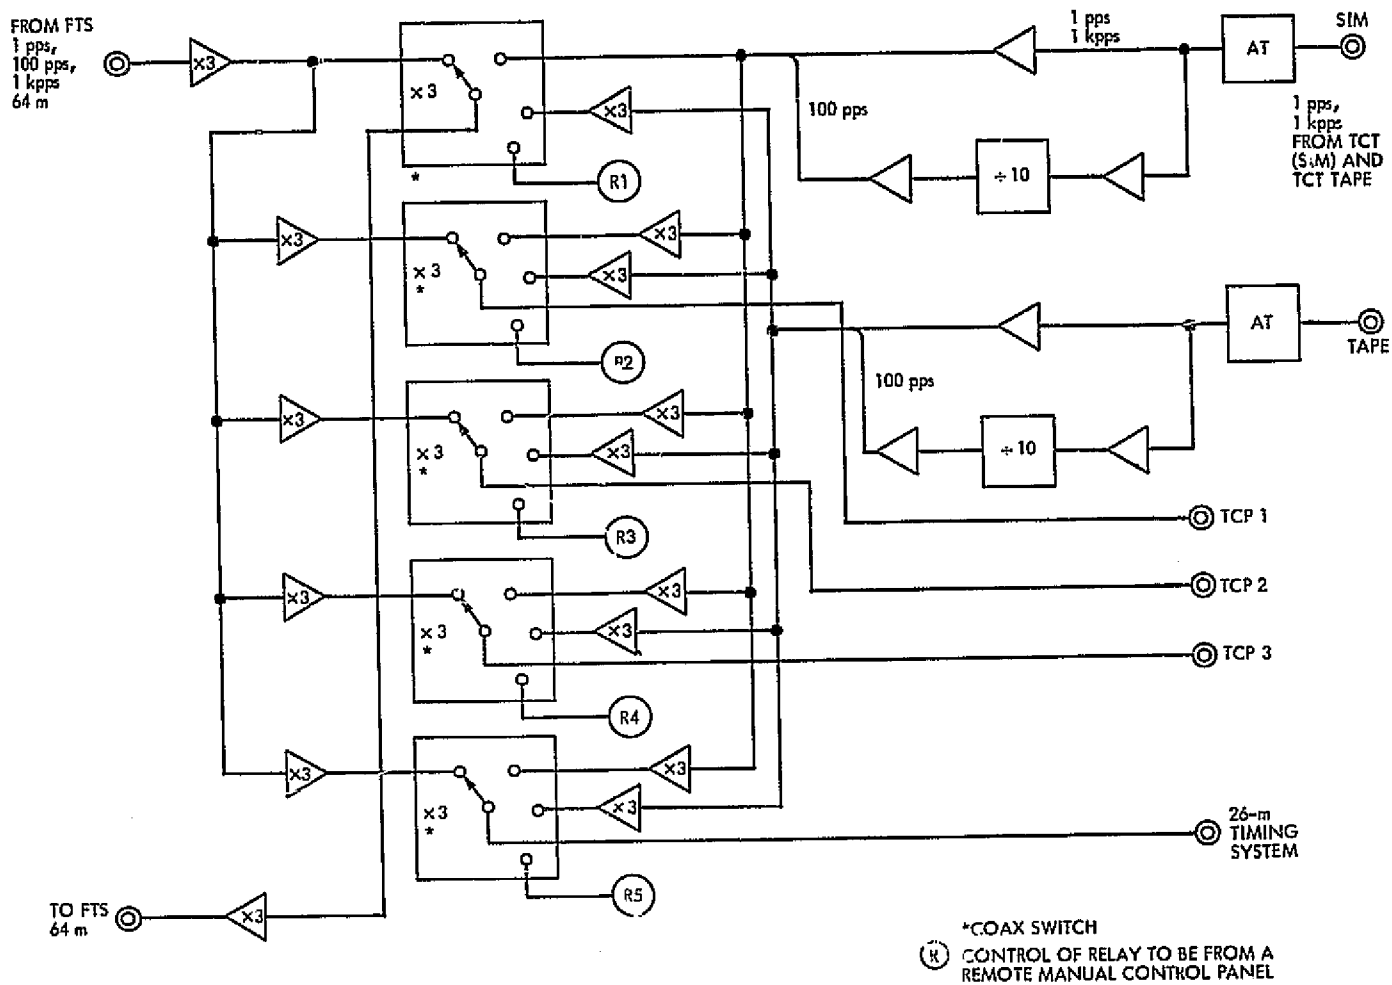 FROM FTS
1 pps,
100 pps,
1 kpps
64 m
×3
×3
*
R1
×3
1 pps
1 kpps
AT
SIM
100 pps
÷10
1 pps,
1 kpps
FROM TCT
(SIM) AND
TCT TAPE
×3
×3
*
R2
×3
×3
AT
TAPE
100 pps
÷10
×3
×3
*
R3
×3
×3
TCP 1
TCP 2
×3
×3
*
R4
×3
×3
TCP 3
×3
×3
*
R5
×3
×3
26-m
TIMING
SYSTEM
TO FTS
64 m
×3
*COAX SWITCH
R CONTROL OF RELAY TO BE FROM A
REMOTE MANUAL CONTROL PANEL